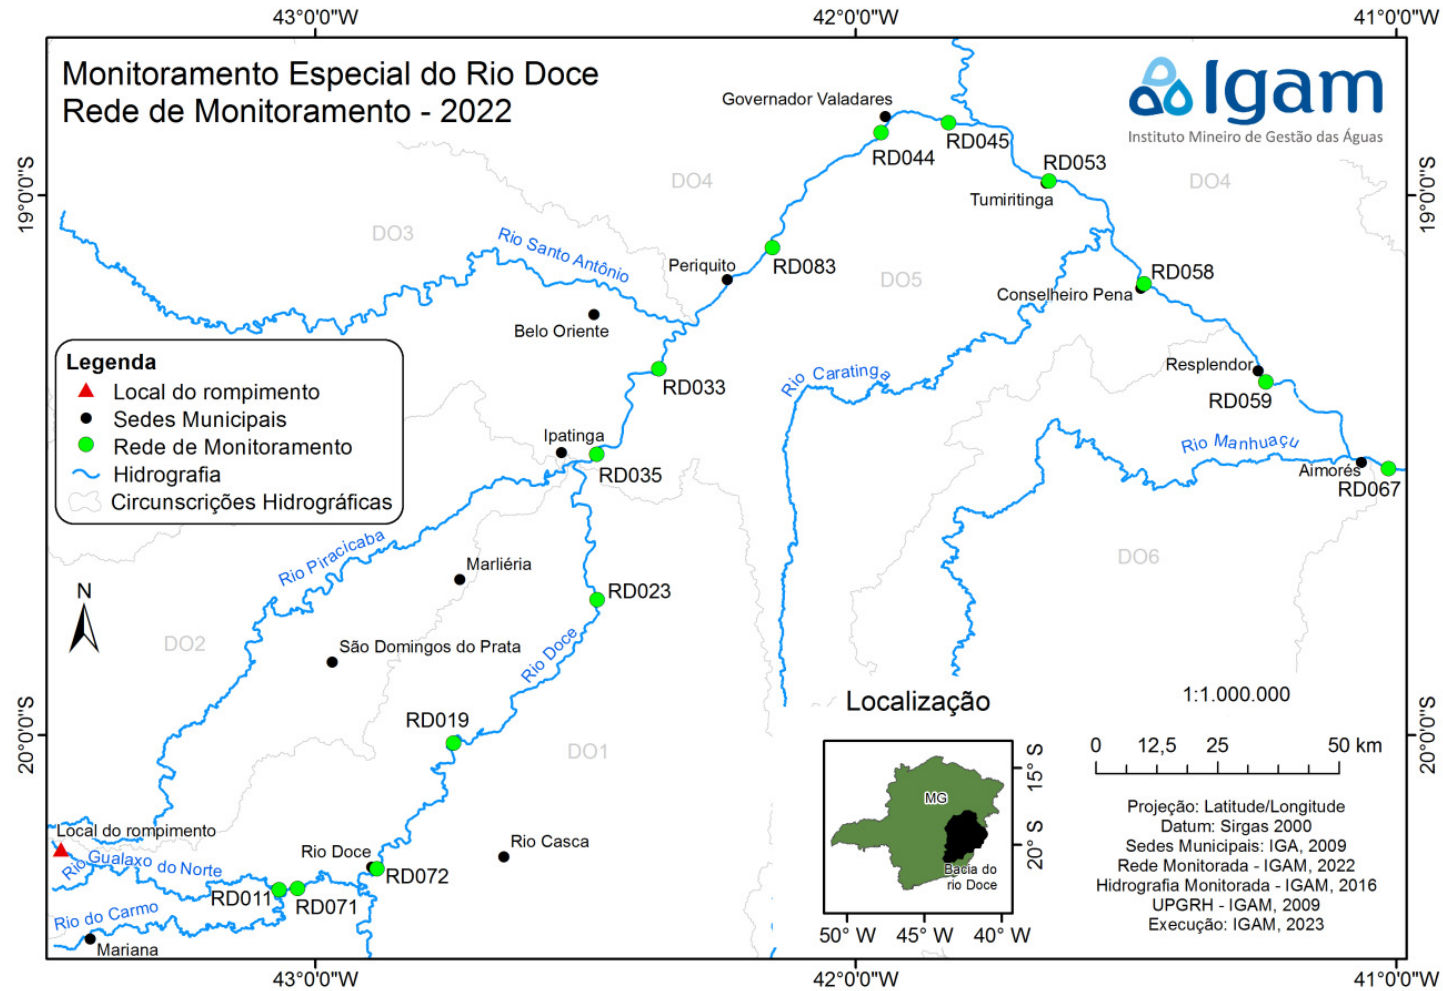 43°0'0"W
42°0'0"W
41°0'0"W
Monitoramento Especial do Rio Doce
Rede de Monitoramento - 2022
Igam
Instituto Mineiro de Gestão das Águas
Governador Valadares
RD044
RD045
RD053
Tumiritinga
DO4
DO4
19°0'0"S
19°0'0"S
DO3
Rio Santo Antônio
Periquito
RD083
DO5
RD058
Conselheiro Pena
Belo Oriente
Legenda
Local do rompimento
Sedes Municipais
Rede de Monitoramento
Hidrografia
Circunscrições Hidrográficas
RD033
Rio Caratinga
Resplendor
RD059
Ipatinga
RD035
Rio Manhuaçu
Aimorés
RD067
Rio Piracicaba
Marliéria
DO6
N
RD023
DO2
São Domingos do Prata
Rio Doce
RD019
DO1
20°0'0"S
20°0'0"S
Localização
1:1.000.000
0 12,5 25 50 km
MG
Bacia do
rio Doce
15° S
20° S
50° W
45° W
40° W
Projeção: Latitude/Longitude
Datum: Sirgas 2000
Sedes Municipais: IGA, 2009
Rede Monitorada - IGAM, 2022
Hidrografia Monitorada - IGAM, 2016
UPGRH - IGAM, 2009
Execução: IGAM, 2023
Local do rompimento
Rio Gualaxo do Norte
Rio Doce
RD072
Rio Casca
RD011
RD071
Rio do Carmo
Mariana
43°0'0"W
42°0'0"W
41°0'0"W